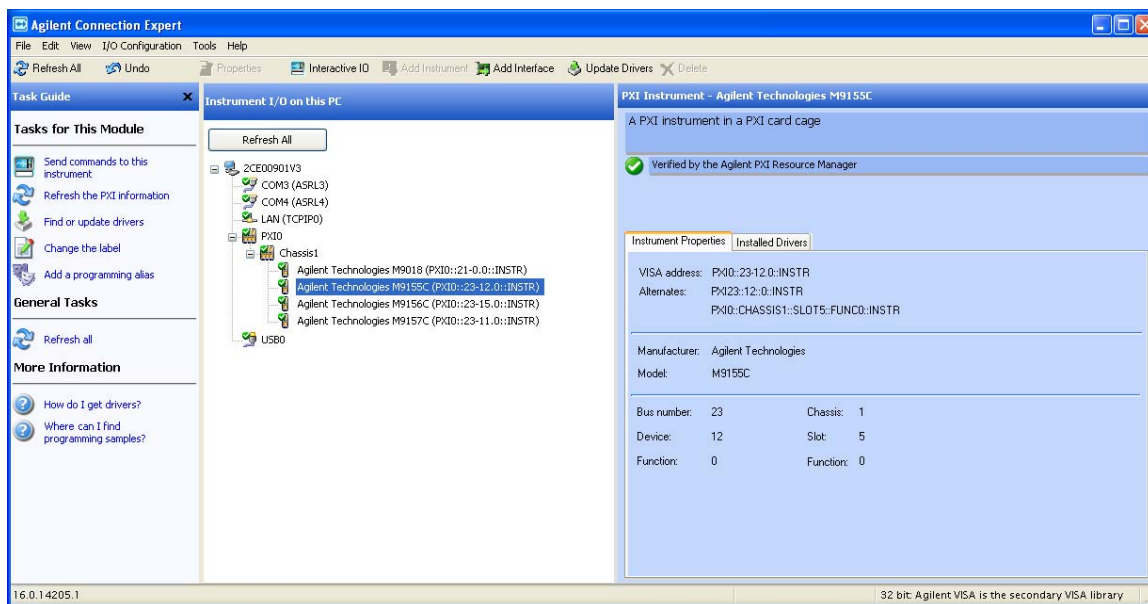 Agilent Connection Expert
File Edit View I/O Configuration Tools Help
Refresh All Undo Properties Interactive IO Add Instrument Add Interface Update Drivers Delete
Task Guide
Tasks for This Module
Send commands to this
instrument
Refresh the PXI information
Find or update drivers
Change the label
Add a programming alias
General Tasks
Refresh all
More Information
How do I get drivers?
Where can I find
programming samples?
Instrument I/O on this PC
Refresh All
2CE00901V3
COM3 (ASRL3)
COM4 (ASRL4)
LAN (TCPIP0)
PXI0
Chassis1
Agilent Technologies M9018 (PXI0::21-0.0::INSTR)
Agilent Technologies M9155C (PXI0::23-12.0::INSTR)
Agilent Technologies M9156C (PXI0::23-15.0::INSTR)
Agilent Technologies M9157C (PXI0::23-11.0::INSTR)
USB0
PXI Instrument - Agilent Technologies M9155C
A PXI instrument in a PXI card cage
Verified by the Agilent PXI Resource Manager
Instrument Properties Installed Drivers
VISA address: PXI0::23-12.0::INSTR
Alternates: PXI23::12::0::INSTR
PXI0::CHASSIS1::SLOT5::FUNC0::INSTR
Manufacturer: Agilent Technologies
Model: M9155C
Bus number: 23 Chassis: 1
Device: 12 Slot: 5
Function: 0 Function: 0
16.0.14205.1
32 bit: Agilent VISA is the secondary VISA library